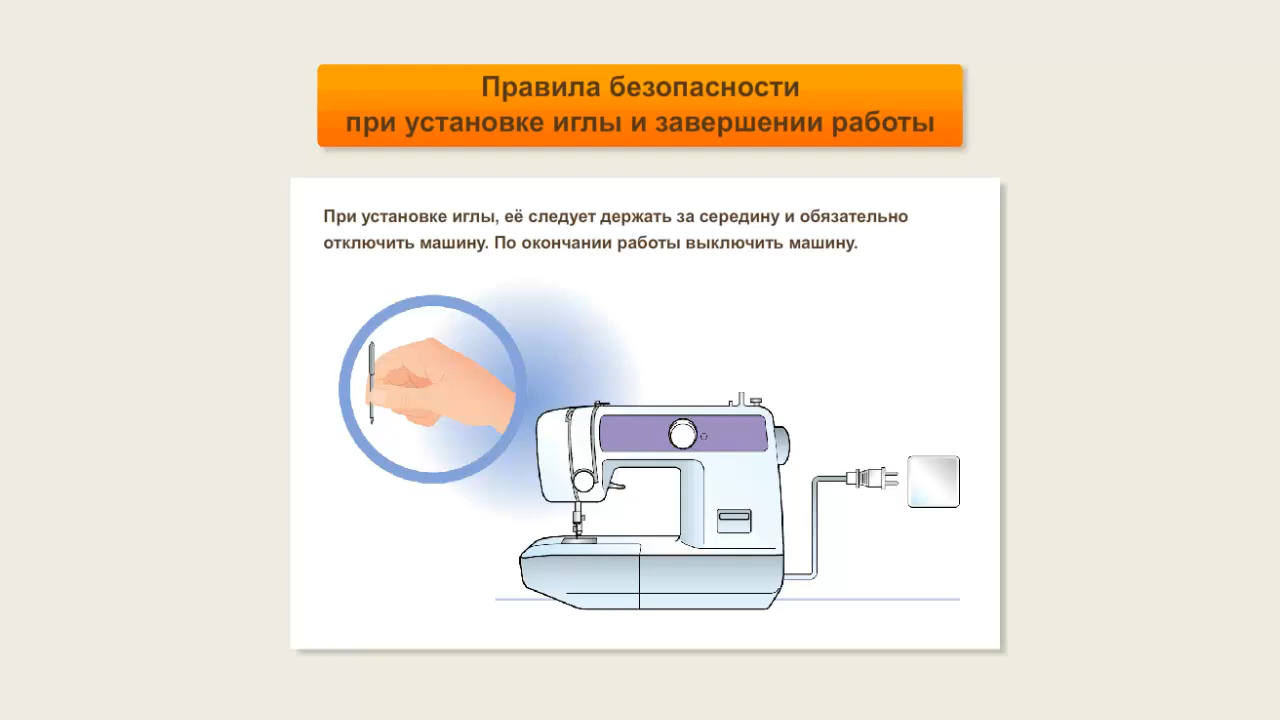 Правила безопасности
при установке иглы и завершении работы
При установке иглы, её следует держать за середину и обязательно
отключить машину. По окончании работы выключить машину.